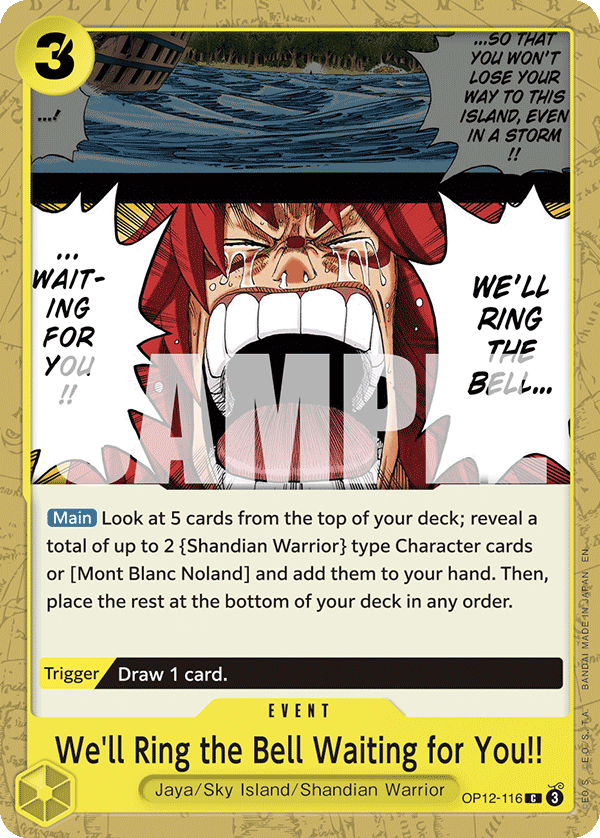 3
...SO THAT
YOU WON'T
LOSE YOUR
WAY TO THIS
ISLAND, EVEN
IN A STORM
!!
...!
...
WAIT-
ING
FOR
YOU
!!
WE'LL
RING
THE
BELL...
SAMPLE
Main Look at 5 cards from the top of your deck; reveal a
total of up to 2 {Shandian Warrior} type Character cards
or [Mont Blanc Noland] and add them to your hand. Then,
place the rest at the bottom of your deck in any order.
Trigger Draw 1 card.
EVENT
We'll Ring the Bell Waiting for You!!
Jaya/Sky Island/Shandian Warrior
OP12-116 C 3
BANDAI MADE IN JAPAN EN